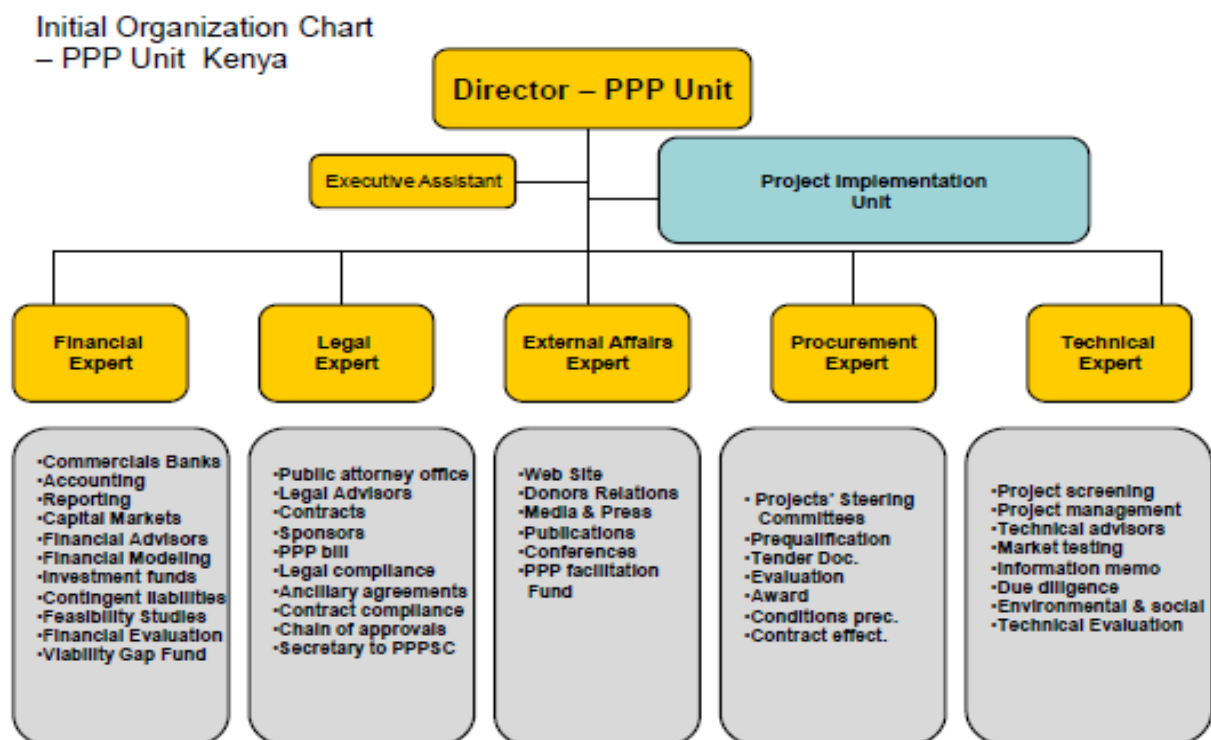 Initial Organization Chart
– PPP Unit Kenya
Director – PPP Unit
Executive Assistant
Project Implementation
Unit
Financial
Expert
Legal
Expert
External Affairs
Expert
Procurement
Expert
Technical
Expert
•Commercials Banks
•Accounting
•Reporting
•Capital Markets
•Financial Advisors
•Financial Modeling
•Investment funds
•Contingent liabilities
•Feasibility Studies
•Financial Evaluation
•Viability Gap Fund
•Public attorney office
•Legal Advisors
•Contracts
•Sponsors
•PPP bill
•Legal compliance
•Ancillary agreements
•Contract compliance
•Chain of approvals
•Secretary to PPPSC
•Web Site
•Donors Relations
•Media & Press
•Publications
•Conferences
•PPP facilitation
Fund
• Projects' Steering
Committees
•Prequalification
•Tender Doc.
•Evaluation
•Award
•Conditions prec.
•Contract effect.
•Project screening
•Project management
•Technical advisors
•Market testing
•Information memo
•Due diligence
•Environmental & social
•Technical Evaluation